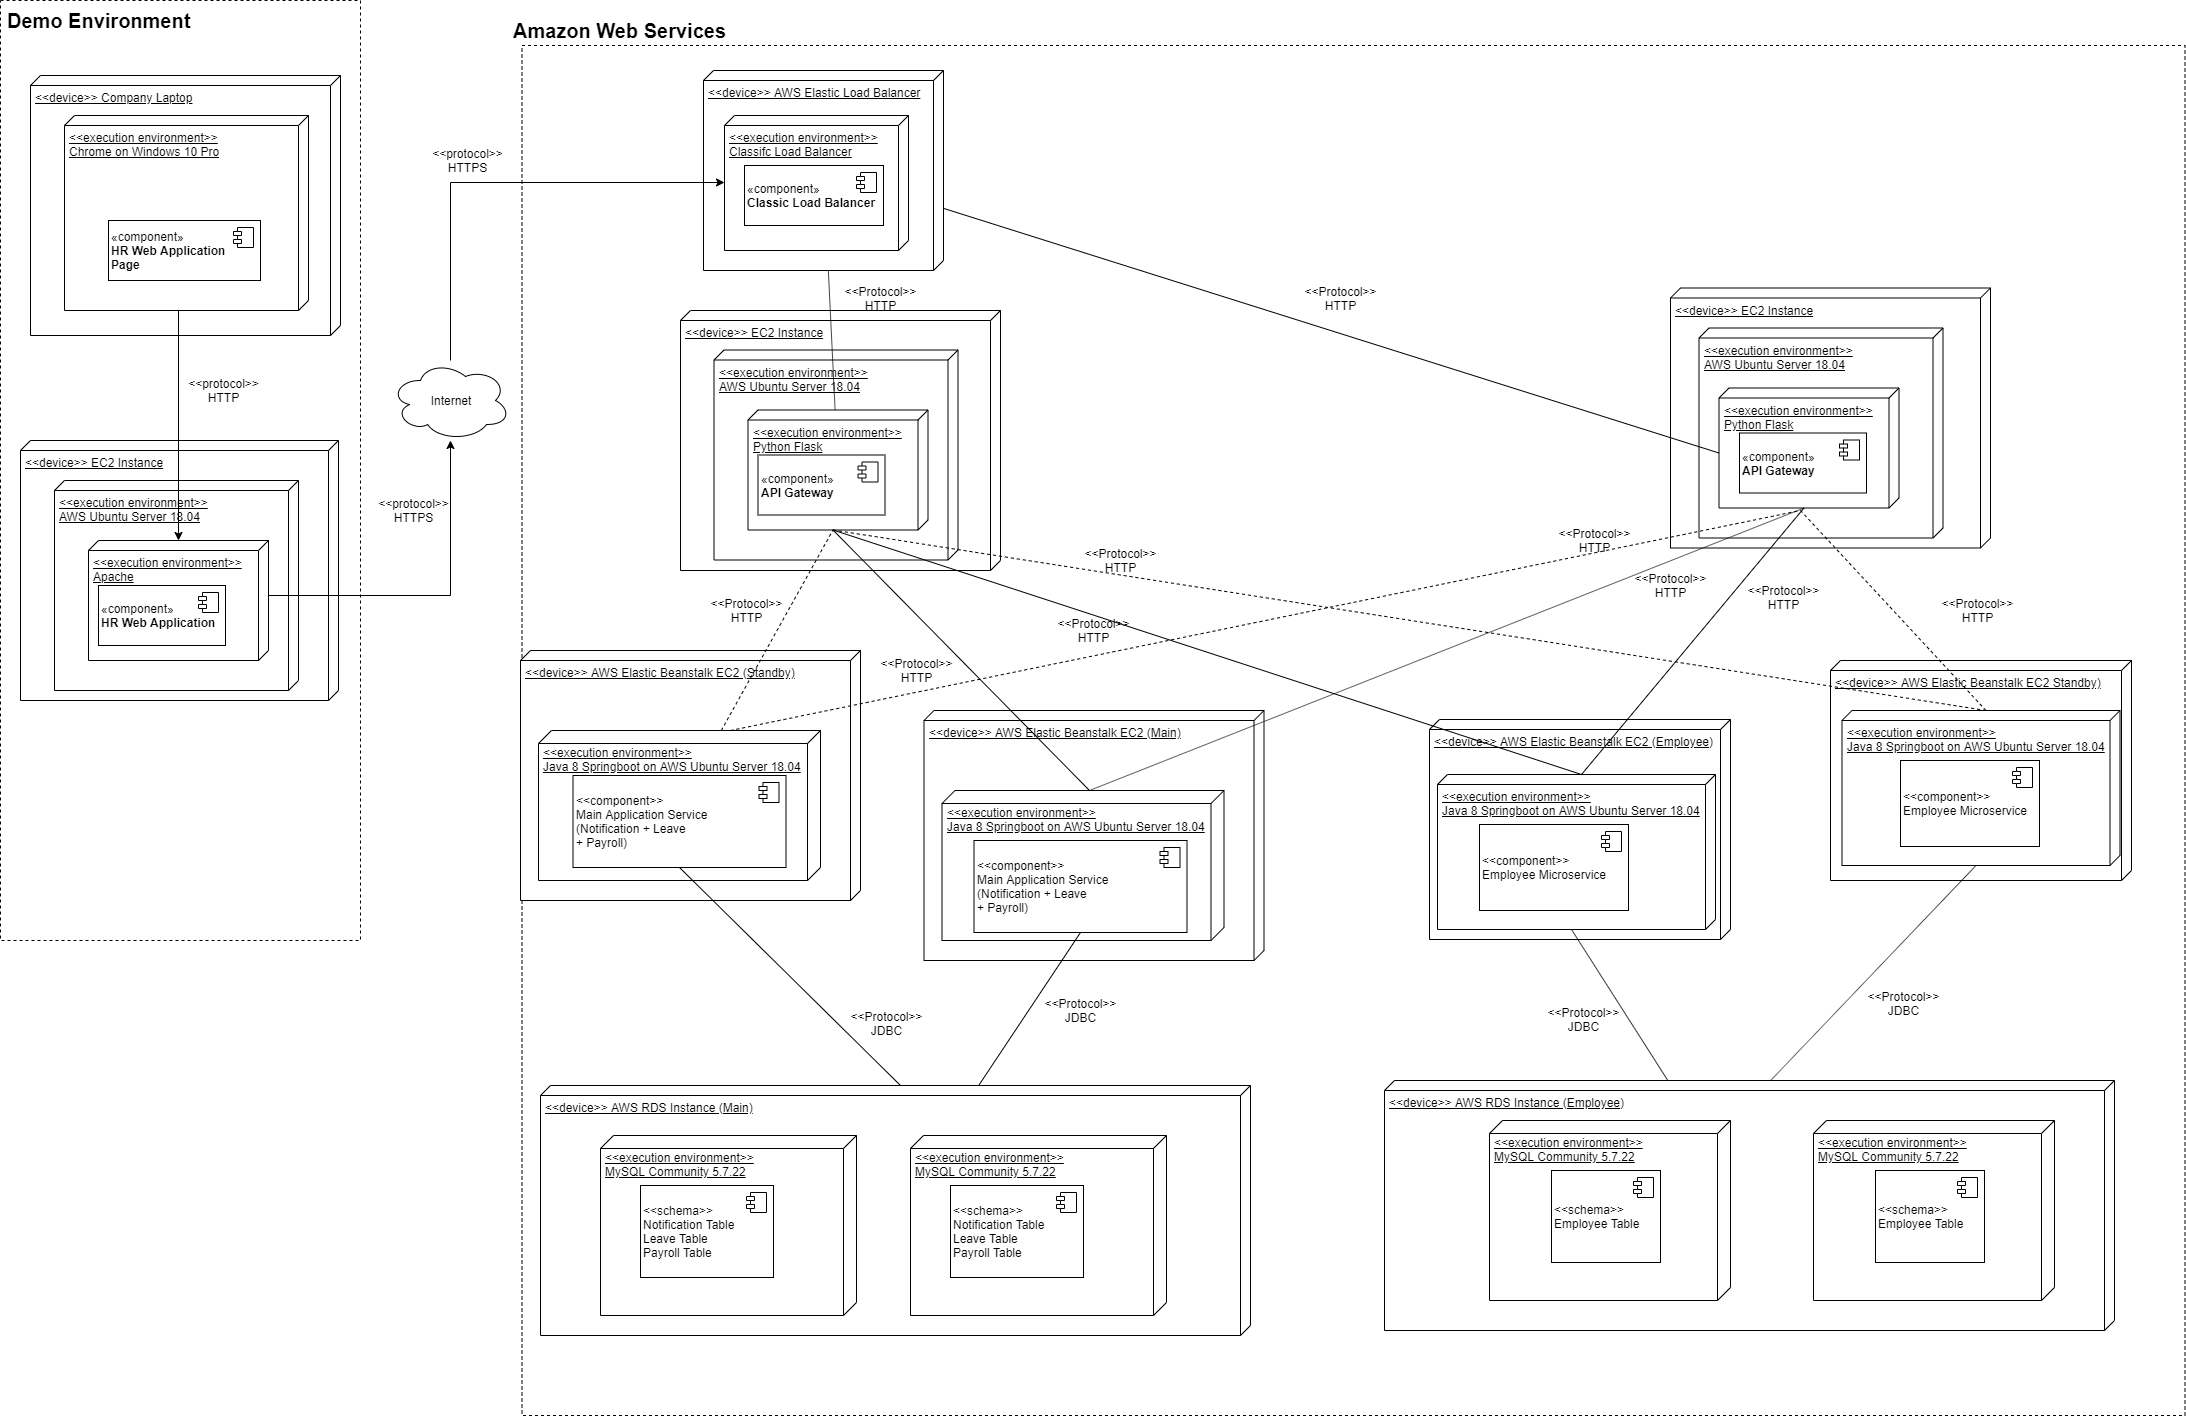 Demo Environment
Amazon Web Services
<<device>> Company Laptop
<<execution environment>>
Chrome on Windows 10 Pro
«component»
HR Web Application
Page
<<protocol>>
HTTP
<<device>> EC2 Instance
<<execution environment>>
AWS Ubuntu Server 18.04
<<execution environment>>
Apache
«component»
HR Web Application
<<protocol>>
HTTPS
Internet
<<protocol>>
HTTPS
<<device>> AWS Elastic Load Balancer
<<execution environment>>
Classifc Load Balancer
«component»
Classic Load Balancer
<<Protocol>>
HTTP
<<Protocol>>
HTTP
<<device>> EC2 Instance
<<execution environment>>
AWS Ubuntu Server 18.04
<<execution environment>>
Python Flask
«component»
API Gateway
<<device>> EC2 Instance
<<execution environment>>
AWS Ubuntu Server 18.04
<<execution environment>>
Python Flask
«component»
API Gateway
<<Protocol>>
HTTP
<<Protocol>>
HTTP
<<Protocol>>
HTTP
<<Protocol>>
HTTP
<<Protocol>>
HTTP
<<Protocol>>
HTTP
<<Protocol>>
HTTP
<<Protocol>>
HTTP
<<device>> AWS Elastic Beanstalk EC2 (Standby)
<<execution environment>>
Java 8 Springboot on AWS Ubuntu Server 18.04
<<component>>
Main Application Service
(Notification + Leave
+ Payroll)
<<device>> AWS Elastic Beanstalk EC2 (Main)
<<execution environment>>
Java 8 Springboot on AWS Ubuntu Server 18.04
<<component>>
Main Application Service
(Notification + Leave
+ Payroll)
<<device>> AWS Elastic Beanstalk EC2 (Employee)
<<execution environment>>
Java 8 Springboot on AWS Ubuntu Server 18.04
<<component>>
Employee Microservice
<<device>> AWS Elastic Beanstalk EC2 Standby)
<<execution environment>>
Java 8 Springboot on AWS Ubuntu Server 18.04
<<component>>
Employee Microservice
<<Protocol>>
JDBC
<<Protocol>>
JDBC
<<Protocol>>
JDBC
<<Protocol>>
JDBC
<<device>> AWS RDS Instance (Main)
<<execution environment>>
MySQL Community 5.7.22
<<schema>>
Notification Table
Leave Table
Payroll Table
<<execution environment>>
MySQL Community 5.7.22
<<schema>>
Notification Table
Leave Table
Payroll Table
<<device>> AWS RDS Instance (Employee)
<<execution environment>>
MySQL Community 5.7.22
<<schema>>
Employee Table
<<execution environment>>
MySQL Community 5.7.22
<<schema>>
Employee Table